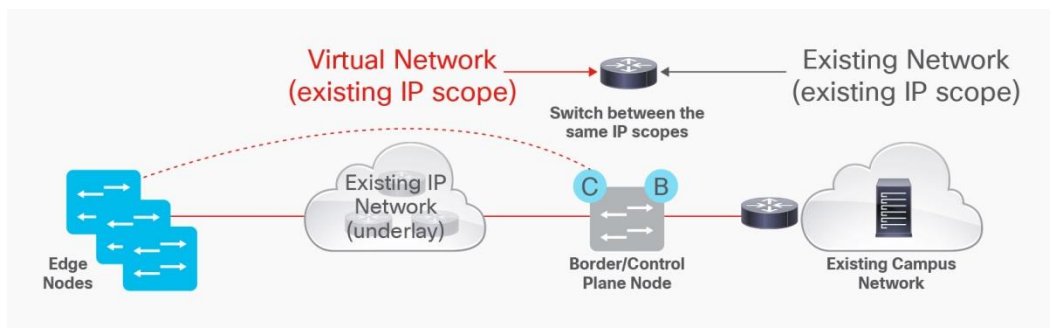 Virtual Network
(existing IP scope)
Existing Network
(existing IP scope)
Switch between the
same IP scopes
Existing IP
Network
(underlay)
C
B
Edge
Nodes
Border/Control
Plane Node
Existing Campus
Network